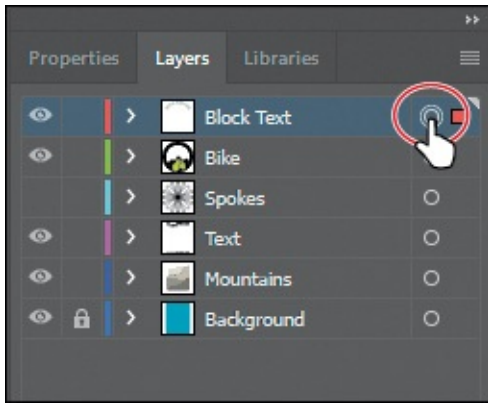 Properties Layers Libraries
Block Text
Bike
Spokes
Text
Mountains
Background